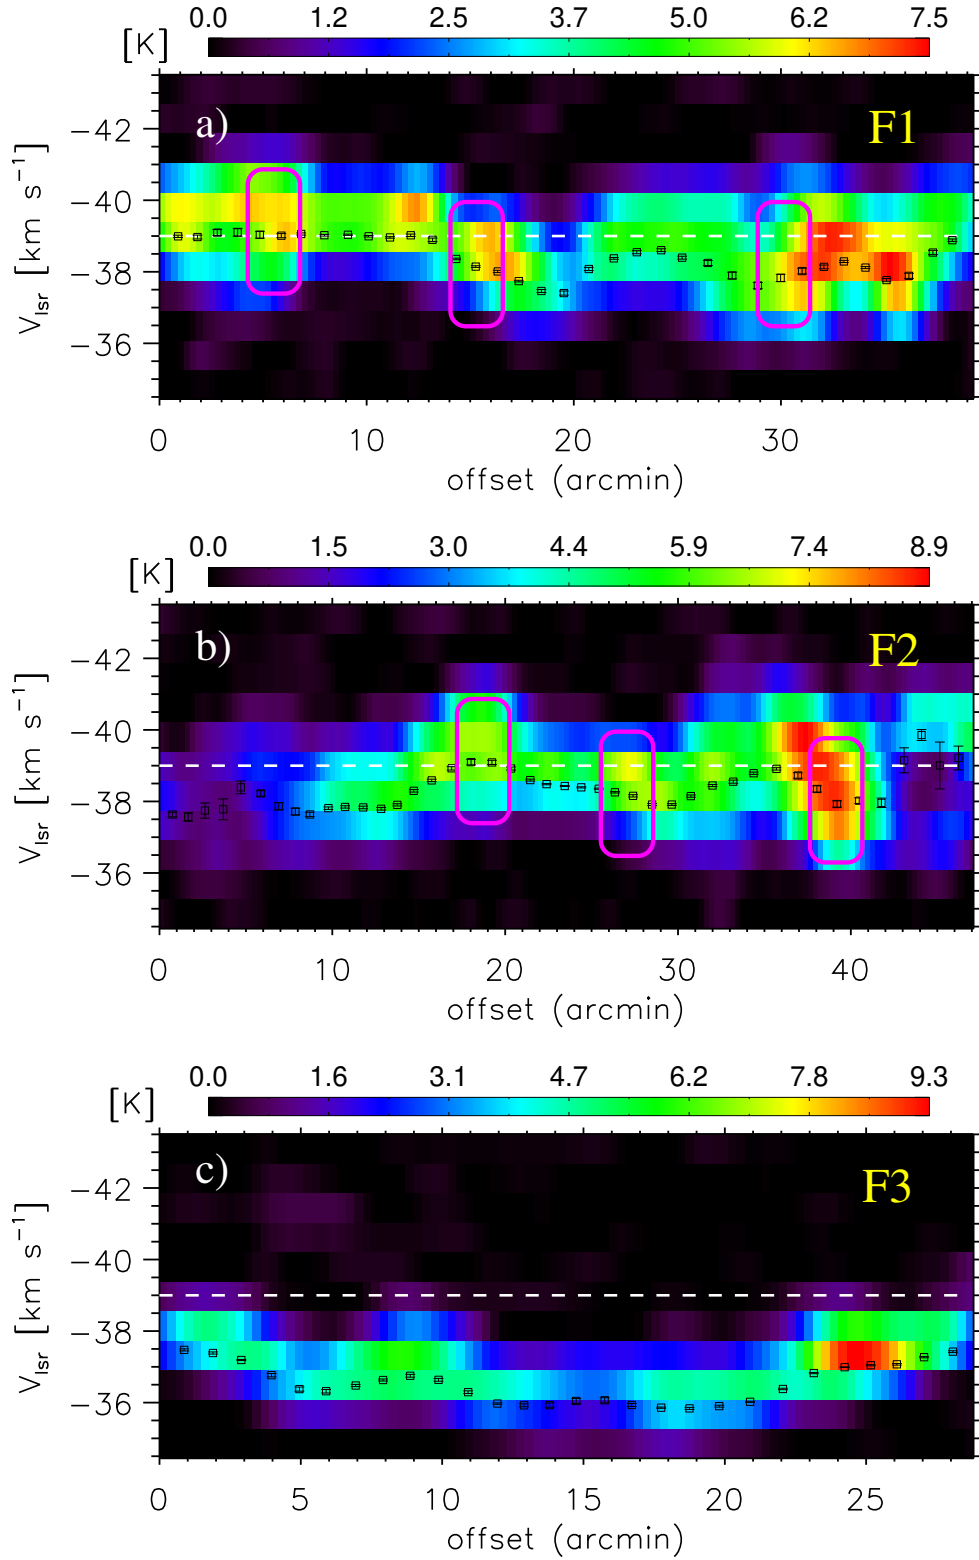 0.0 1.2 2.5 3.7 5.0 6.2 7.5
[K]
a) F1
−42
−40
−38
−36
V_lsr [km s⁻¹]
0 10 20 30
offset (arcmin)
0.0 1.5 3.0 4.4 5.9 7.4 8.9
[K]
b) F2
−42
−40
−38
−36
V_lsr [km s⁻¹]
0 10 20 30 40
offset (arcmin)
0.0 1.6 3.1 4.7 6.2 7.8 9.3
[K]
c) F3
−42
−40
−38
−36
V_lsr [km s⁻¹]
0 5 10 15 20 25
offset (arcmin)